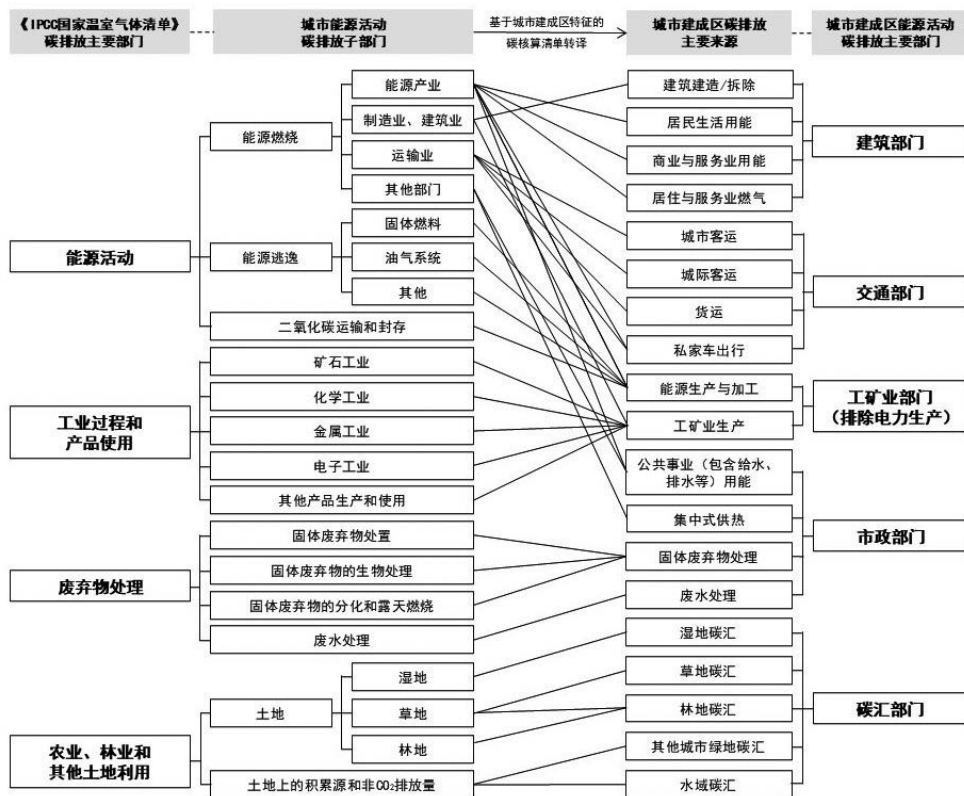 《IPCC国家温室气体清单》
碳排放主要部门
城市能源活动
碳排放子部门
基于城市建成区特征的
碳核算清单转译
城市建成区碳排放
主要来源
城市建成区能源活动
碳排放主要部门
能源活动
能源燃烧
能源产业
制造业、建筑业
运输业
其他部门
能源逃逸
固体燃料
油气系统
其他
二氧化碳运输和封存
工业过程和
产品使用
矿石工业
化学工业
金属工业
电子工业
其他产品生产和使用
废弃物处理
固体废弃物处置
固体废弃物的生物处理
固体废弃物的分化和露天燃烧
废水处理
农业、林业和
其他土地利用
土地
湿地
草地
林地
土地上的积累源和非CO₂排放量
建筑建造/拆除
居民生活用能
商业与服务业用能
居住与服务业燃气
城市客运
城际客运
货运
私家车出行
能源生产与加工
工矿业生产
公共事业（包含给水、
排水等）用能
集中式供热
固体废弃物处理
废水处理
湿地碳汇
草地碳汇
林地碳汇
其他城市绿地碳汇
水域碳汇
建筑部门
交通部门
工矿业部门
（排除电力生产）
市政部门
碳汇部门